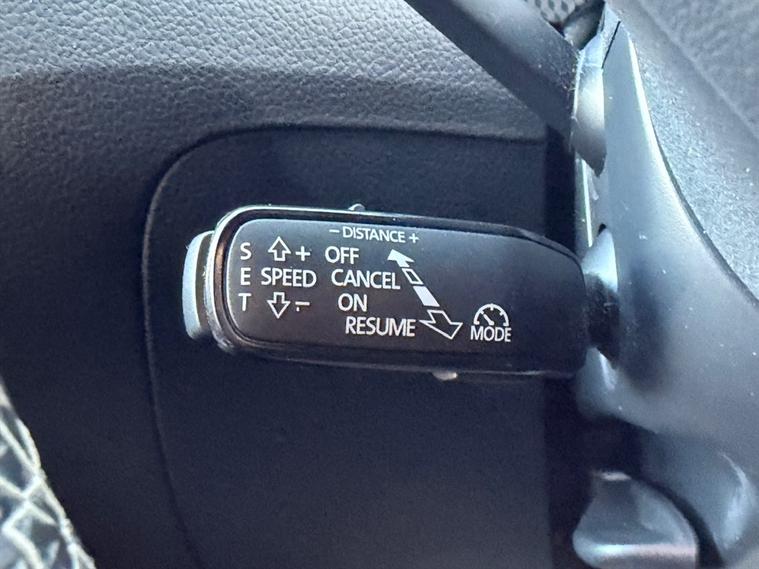 − DISTANCE +
S + OFF
E SPEED CANCEL
T − ON
RESUME
MODE